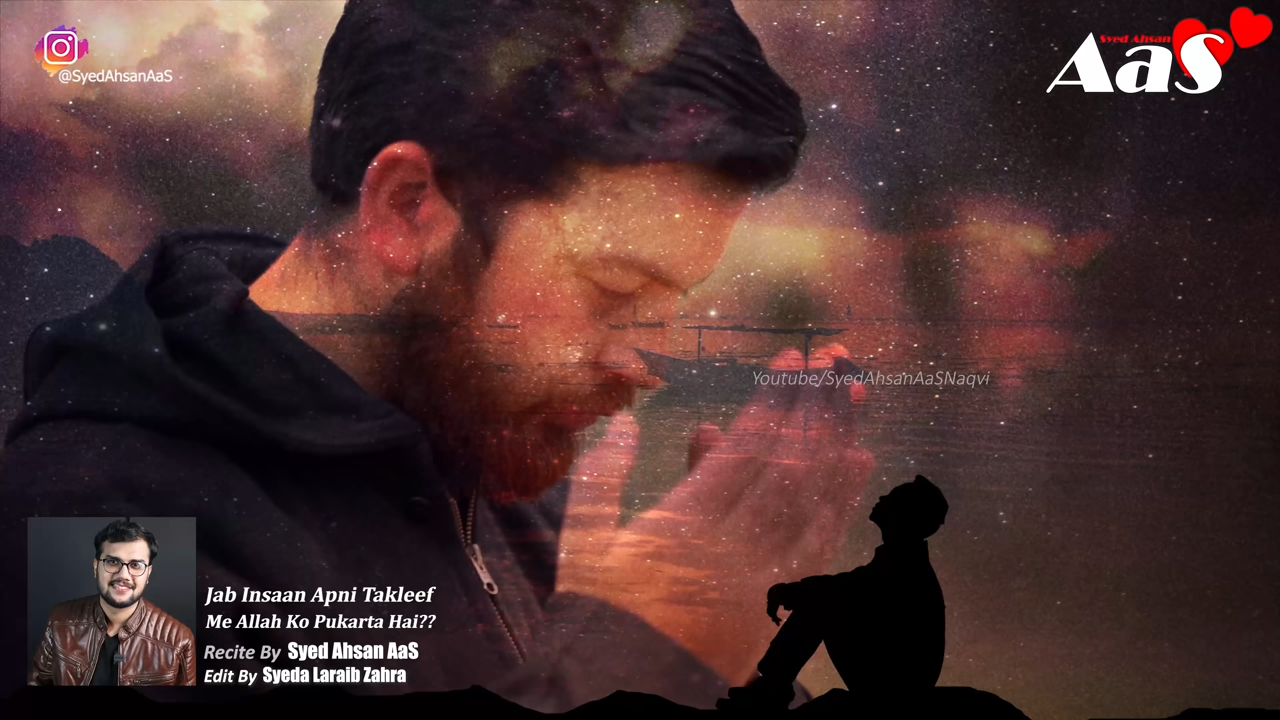 @SyedAhsanAaS
Syed Ahsan
AaS
Youtube/SyedAhsanAaSNaqvi
Jab Insaan Apni Takleef
Me Allah Ko Pukarta Hai??
Recite By Syed Ahsan AaS
Edit By Syeda Laraib Zahra